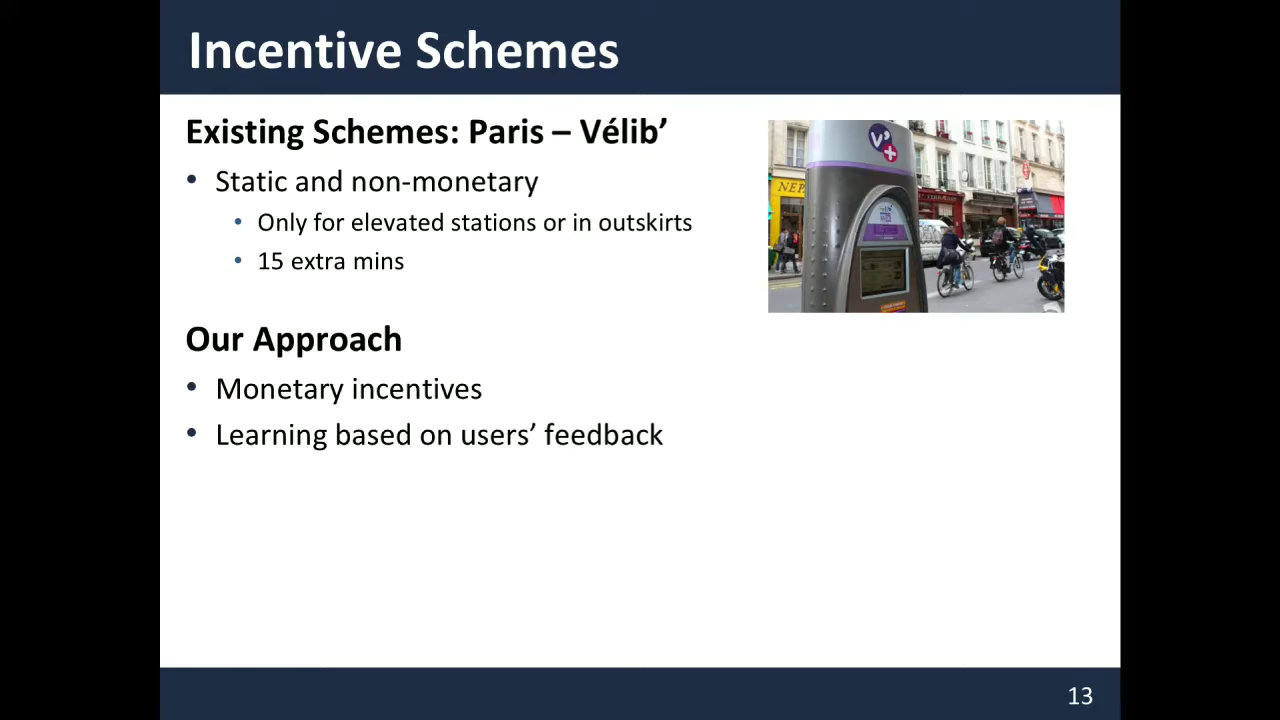 Incentive Schemes
Existing Schemes: Paris – Vélib’
• Static and non-monetary
• Only for elevated stations or in outskirts
• 15 extra mins
V'+
NEP
Our Approach
• Monetary incentives
• Learning based on users’ feedback
13